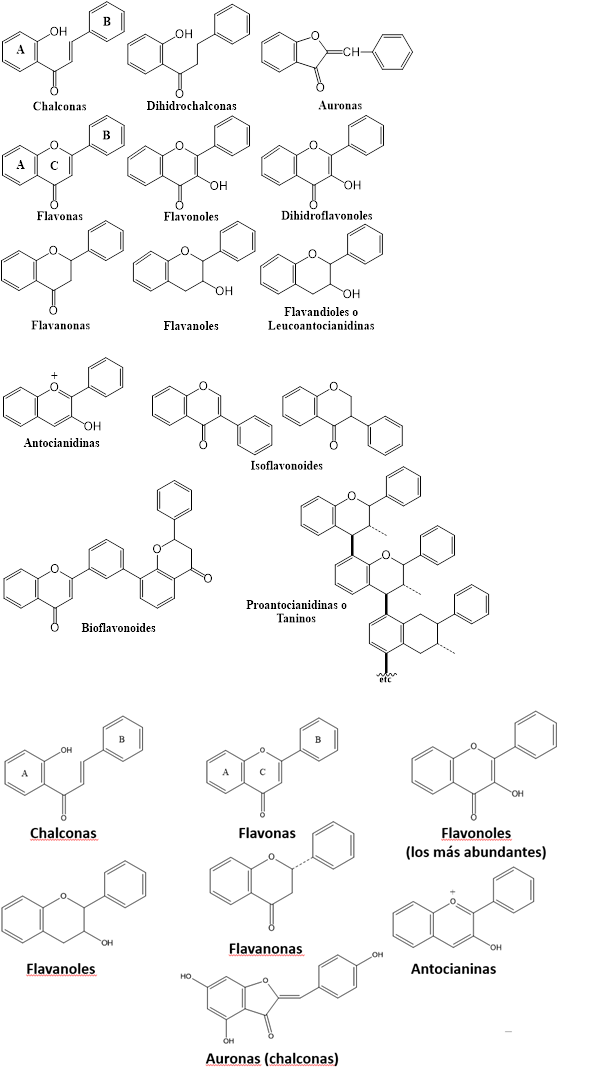 OH
B
A
O
Chalconas
OH
O
Dihidrochalconas
O
CH
O
Auronas
B
O
A
C
O
Flavonas
O
OH
O
Flavonoles
O
OH
O
Dihidroflavonoles
O
O
Flavanonas
O
OH
Flavanoles
O
OH
Flavandioles o
Leucoantocianidinas
+
O
OH
Antocianidinas
O
O
O
O
Isoflavonoides
O
O
O
O
Bioflavonoides
O
O
Proantocianidinas o
Taninos
etc
OH
B
A
O
Chalconas
O
B
A
C
O
Flavonas
O
OH
O
Flavonoles
(los más abundantes)
O
OH
Flavanoles
O
O
Flavanonas
+
O
OH
Antocianinas
HO
O
OH
OH
O
Auronas (chalconas)